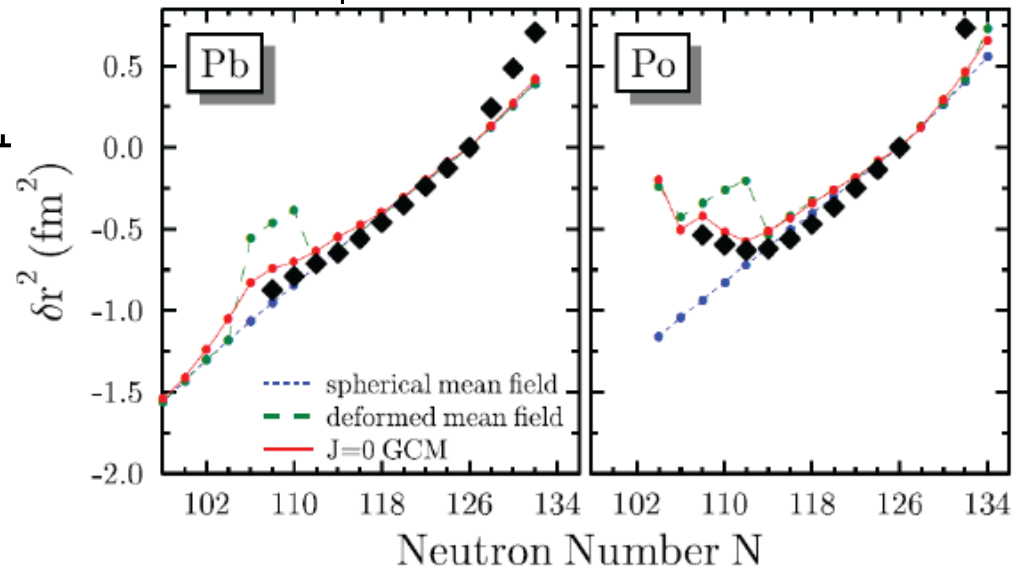 Pb
Po
δr² (fm²)
0.5
0.0
-0.5
-1.0
-1.5
-2.0
spherical mean field
deformed mean field
J=0 GCM
102 110 118 126 134
102 110 118 126 134
Neutron Number N